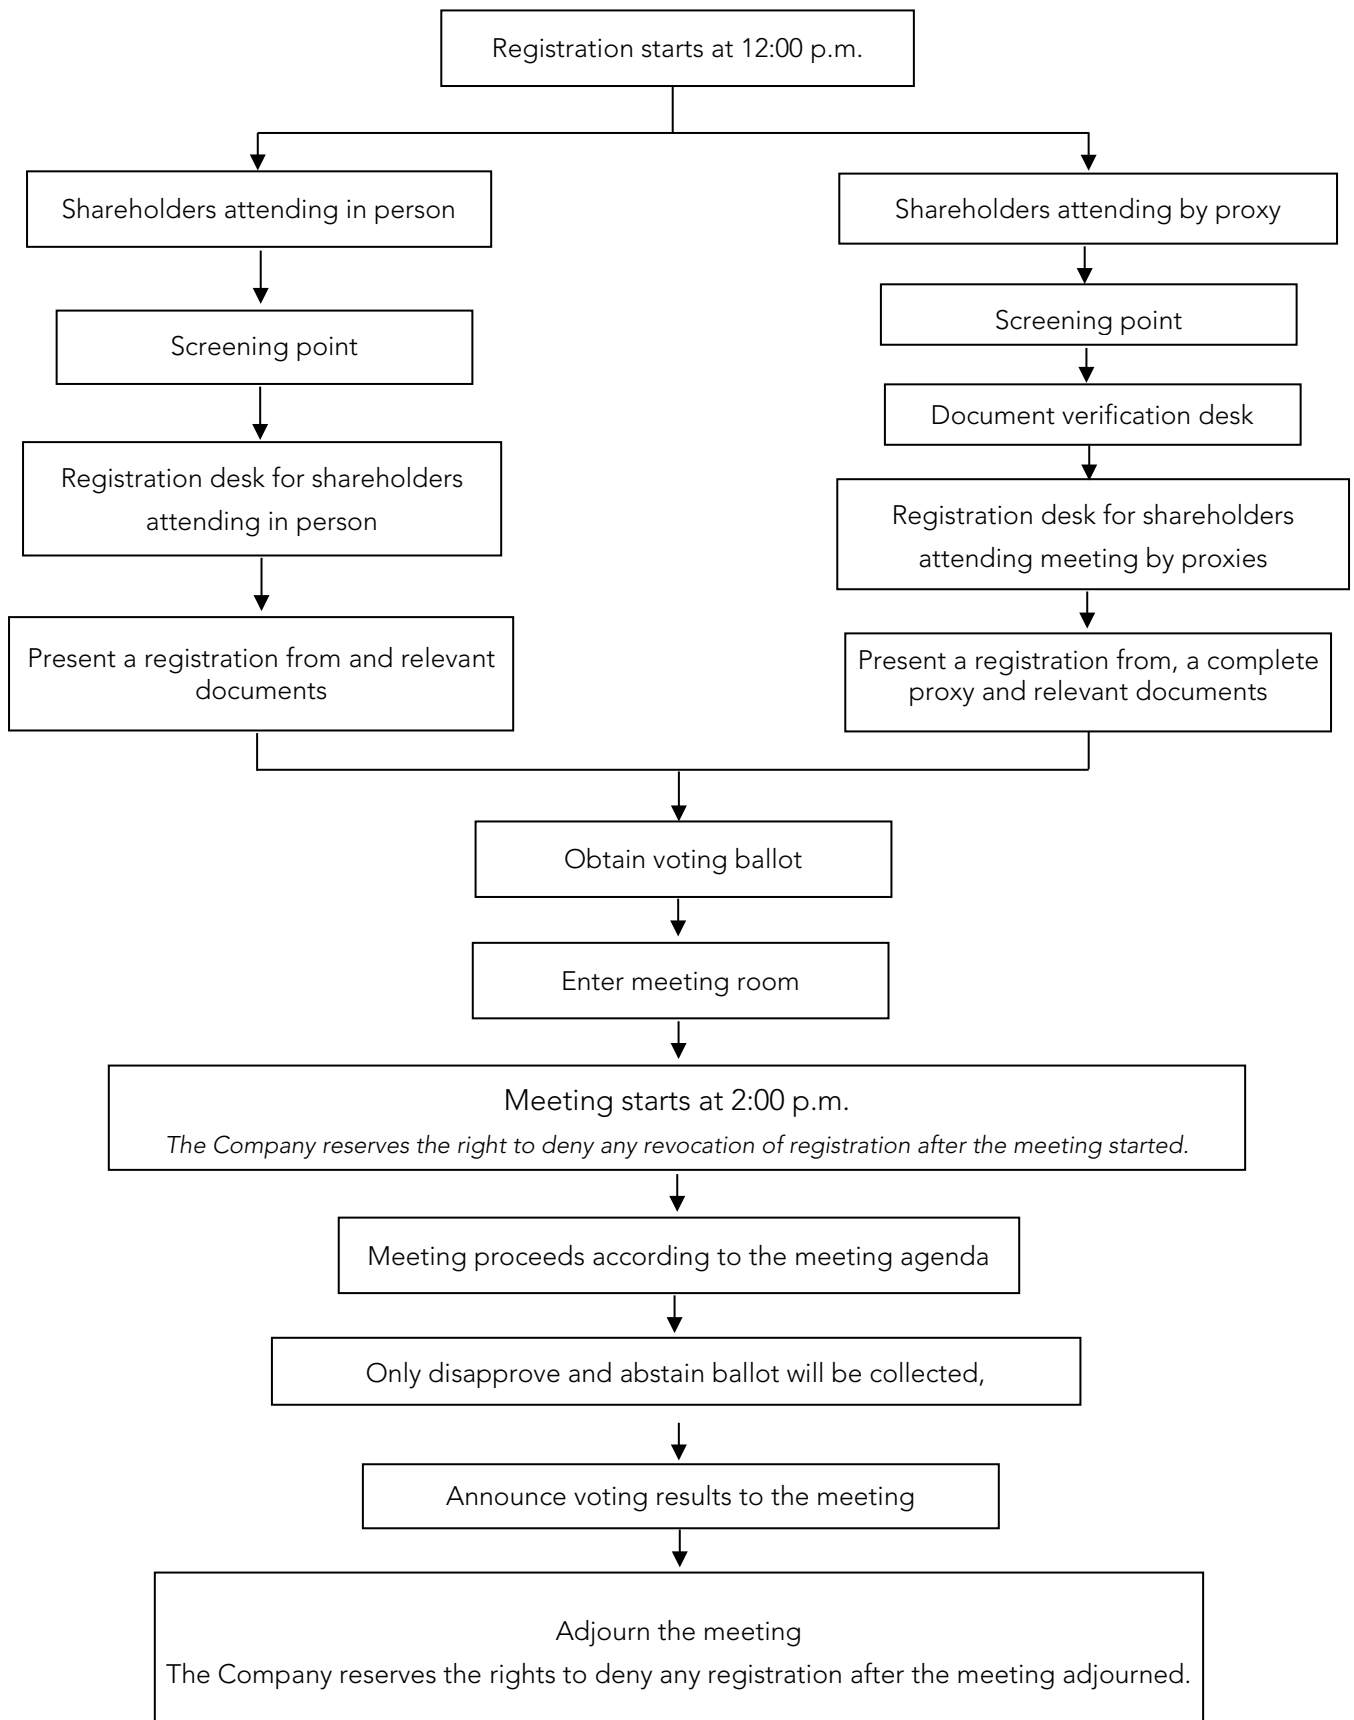 Registration starts at 12:00 p.m.
Shareholders attending in person
Screening point
Registration desk for shareholders
attending in person
Present a registration from and relevant
documents
Shareholders attending by proxy
Screening point
Document verification desk
Registration desk for shareholders
attending meeting by proxies
Present a registration from, a complete
proxy and relevant documents
Obtain voting ballot
Enter meeting room
Meeting starts at 2:00 p.m.
The Company reserves the right to deny any revocation of registration after the meeting started.
Meeting proceeds according to the meeting agenda
Only disapprove and abstain ballot will be collected,
Announce voting results to the meeting
Adjourn the meeting
The Company reserves the rights to deny any registration after the meeting adjourned.